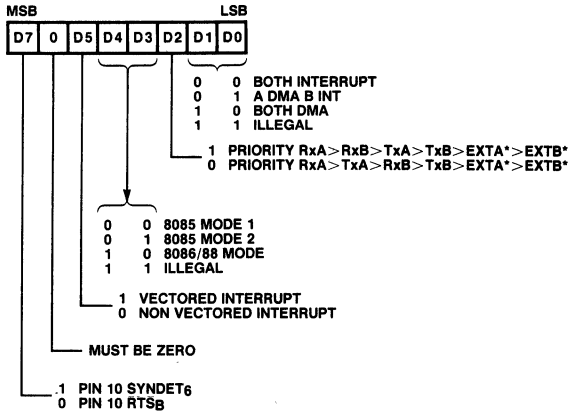 MSB LSB
D7 0 D5 D4 D3 D2 D1 D0
0 0 BOTH INTERRUPT
0 1 A DMA B INT
1 0 BOTH DMA
1 1 ILLEGAL
1 PRIORITY RxA>RxB>TxA>TxB>EXTA*>EXTB*
0 PRIORITY RxA>TxA>RxB>TxB>EXTA*>EXTB*
0 0 8085 MODE 1
0 1 8085 MODE 2
1 0 8086/88 MODE
1 1 ILLEGAL
1 VECTORED INTERRUPT
0 NON VECTORED INTERRUPT
MUST BE ZERO
1 PIN 10 SYNDET6
0 PIN 10 RTSB